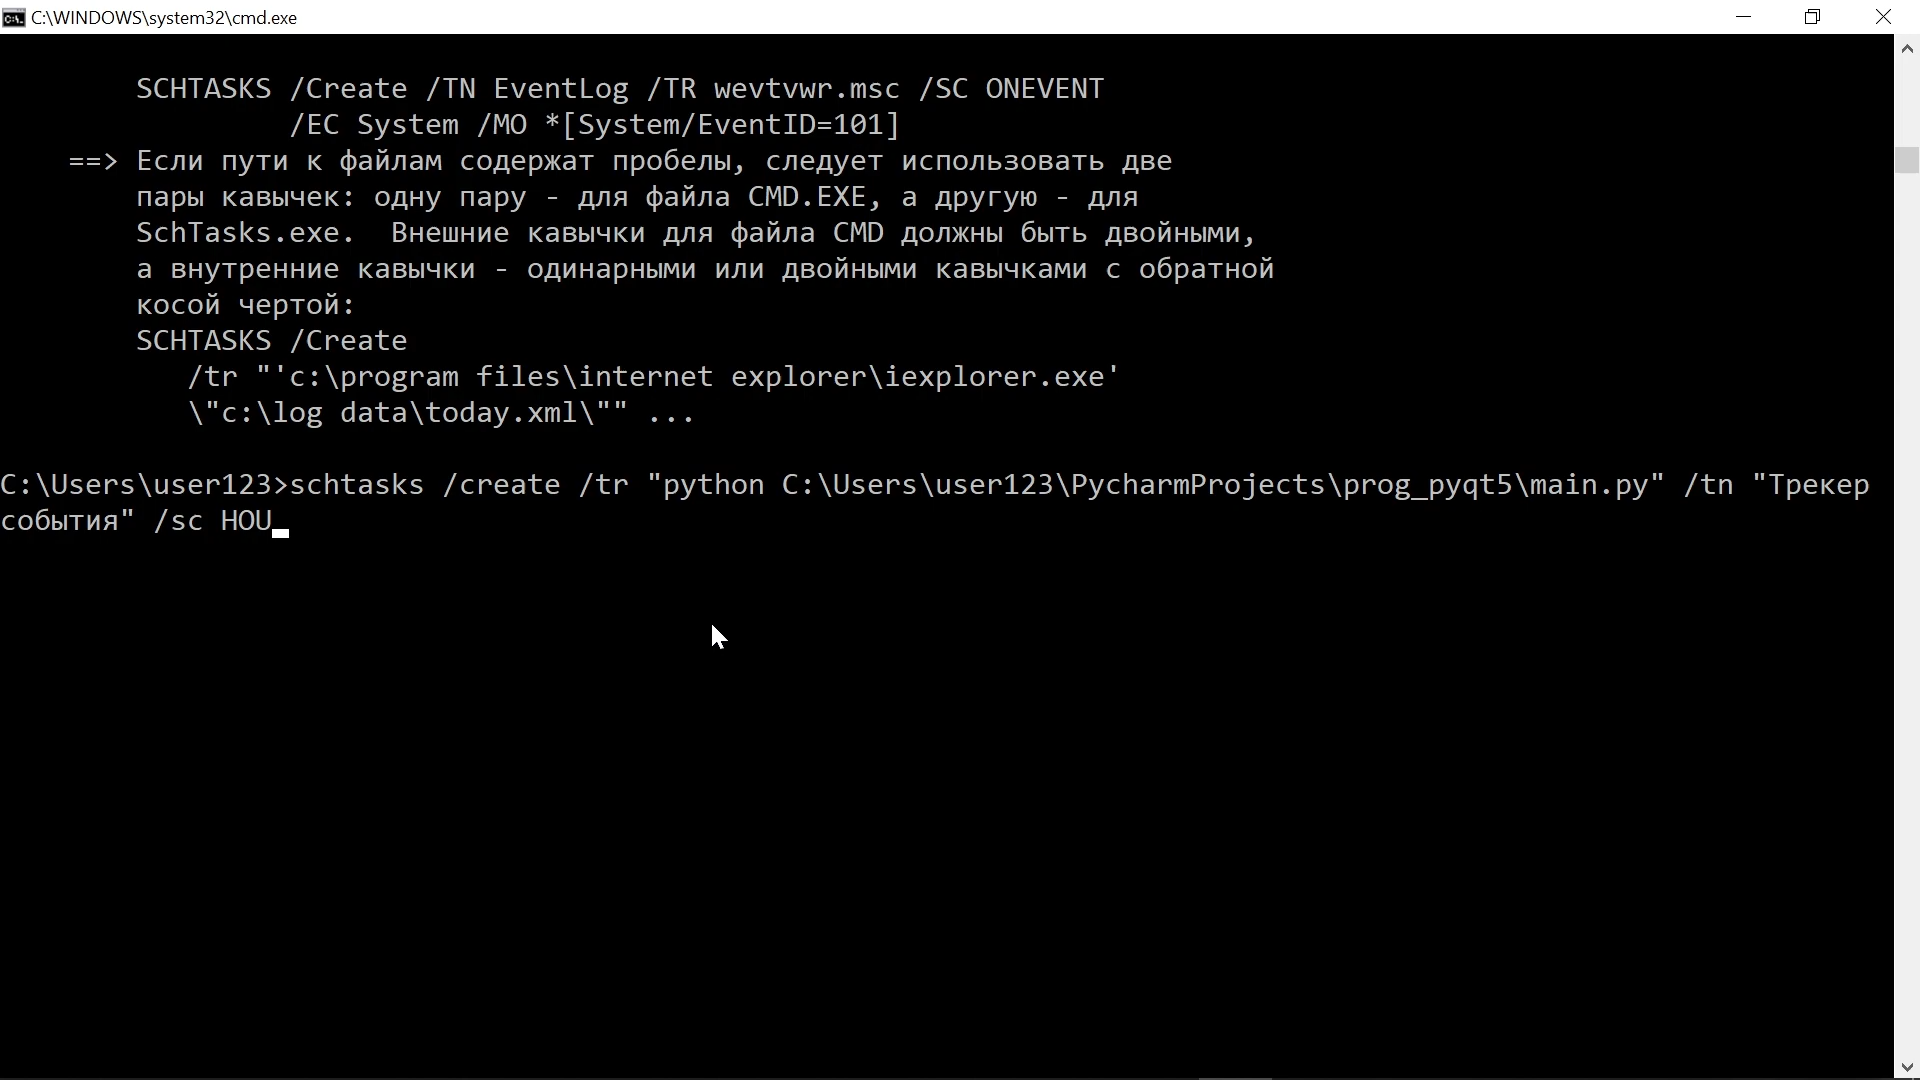 C:\WINDOWS\system32\cmd.exe
SCHTASKS /Create /TN EventLog /TR wevtvwr.msc /SC ONEVENT
/EC System /MO *[System/EventID=101]
==> Если пути к файлам содержат пробелы, следует использовать две
пары кавычек: одну пару - для файла CMD.EXE, а другую - для
SchTasks.exe.  Внешние кавычки для файла CMD должны быть двойными,
а внутренние кавычки - одинарными или двойными кавычками с обратной
косой чертой:
SCHTASKS /Create
/tr "'c:\program files\internet explorer\iexplorer.exe'
\"c:\log data\today.xml\"" ...
C:\Users\user123>schtasks /create /tr "python C:\Users\user123\PycharmProjects\prog_pyqt5\main.py" /tn "Трекер
события" /sc HOU